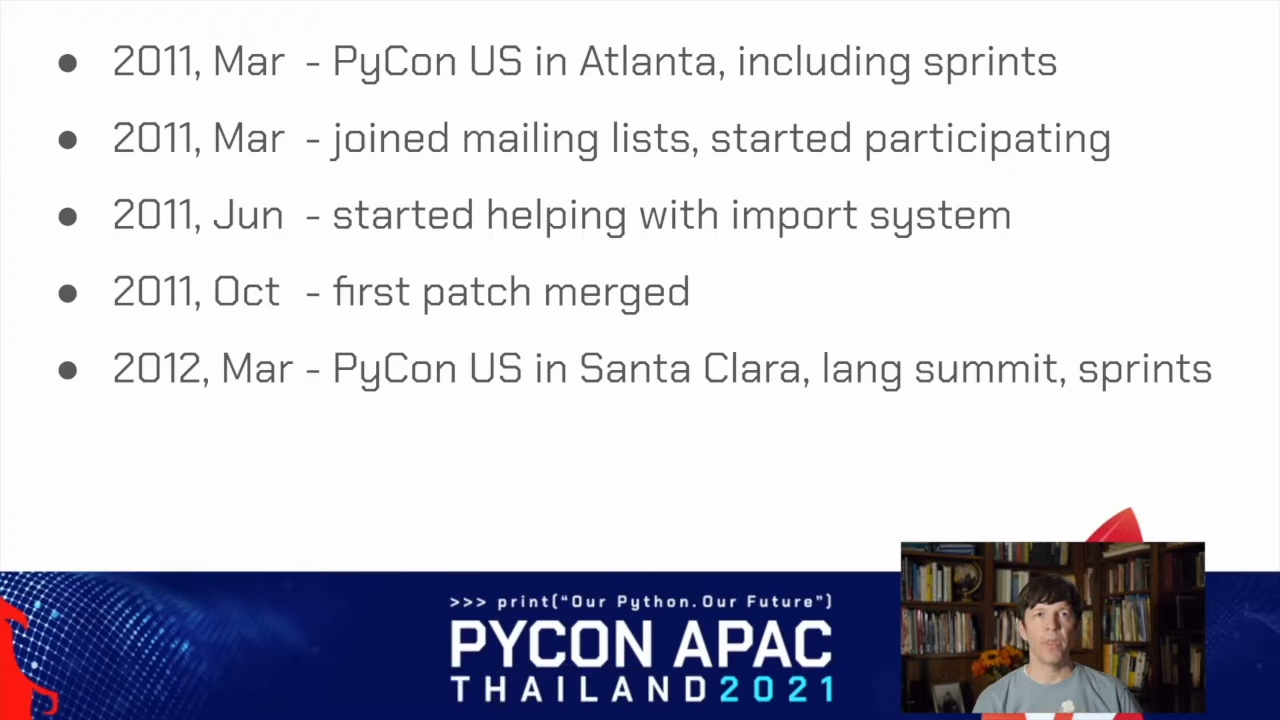 ● 2011, Mar - PyCon US in Atlanta, including sprints
● 2011, Mar - joined mailing lists, started participating
● 2011, Jun - started helping with import system
● 2011, Oct - first patch merged
● 2012, Mar - PyCon US in Santa Clara, lang summit, sprints
>>> print(“Our Python.Our Future”)
PYCON APAC
THAILAND2021